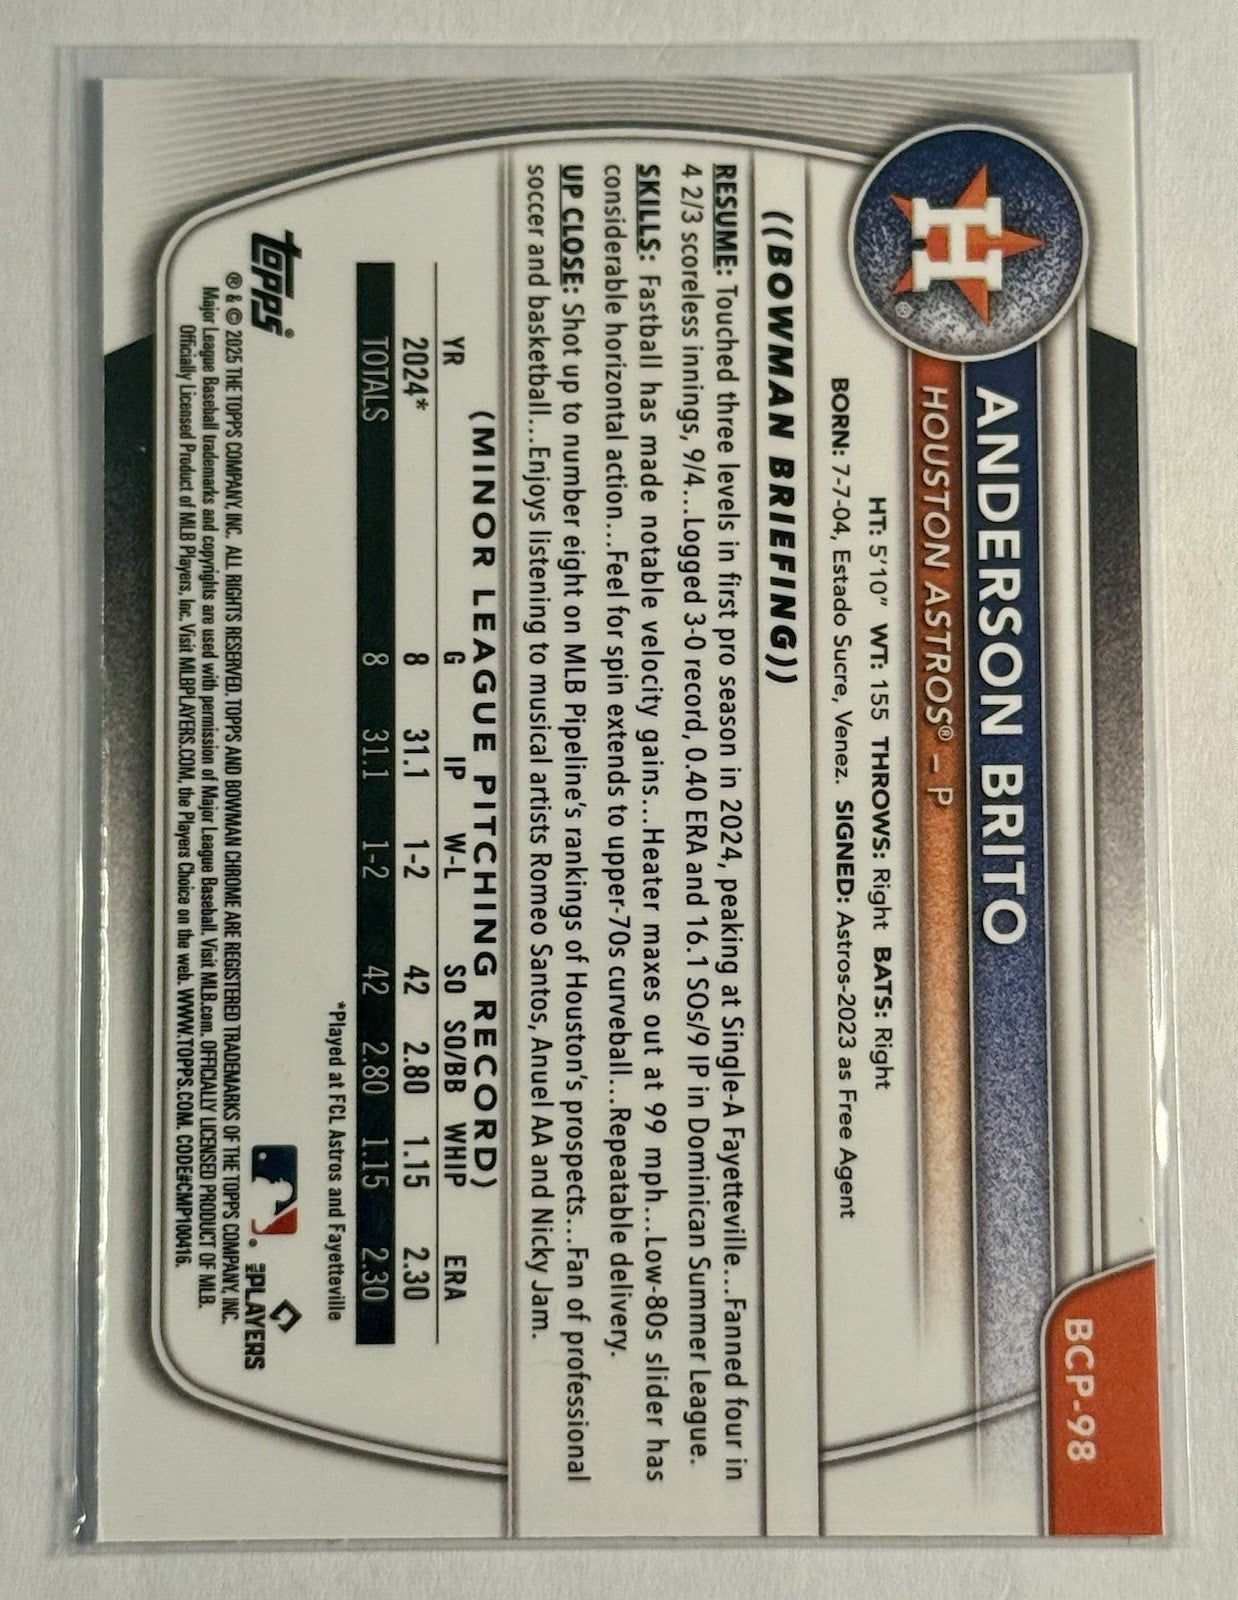 BCP-98
ANDERSON BRITO
HOUSTON ASTROS® – P
HT: 5'10" WT: 155 THROWS: Right BATS: Right
BORN: 7-7-04, Estado Sucre, Venez. SIGNED: Astros-2023 as Free Agent
((BOWMAN BRIEFING))
RESUME: Touched three levels in first pro season in 2024, peaking at Single-A Fayetteville...Fanned four in
4 2/3 scoreless innings, 9/4...Logged 3-0 record, 0.40 ERA and 16.1 SOs/9 IP in Dominican Summer League.
SKILLS: Fastball has made notable velocity gains...Heater maxes out at 99 mph...Low-80s slider has
considerable horizontal action...Feel for spin extends to upper-70s curveball...Repeatable delivery.
UP CLOSE: Shot up to number eight on MLB Pipeline's rankings of Houston's prospects...Fan of professional
soccer and basketball...Enjoys listening to musical artists Romeo Santos, Anuel AA and Nicky Jam.
(MINOR LEAGUE PITCHING RECORD)
YR G IP W-L SO SO/BB WHIP ERA
2024* 8 31.1 1-2 42 2.80 1.15 2.30
TOTALS 8 31.1 1-2 42 2.80 1.15 2.30
*Played at FCL Astros and Fayetteville
topps®
MLB PLAYERS
® & © 2025 THE TOPPS COMPANY, INC. ALL RIGHTS RESERVED. TOPPS AND BOWMAN CHROME ARE REGISTERED TRADEMARKS OF THE TOPPS COMPANY, INC.
Major League Baseball trademarks and copyrights are used with permission of Major League Baseball. Visit MLB.com. OFFICIALLY LICENSED PRODUCT OF MLB.
Officially Licensed Product of MLB Players, Inc. Visit MLBPLAYERS.COM, the Players Choice on the web. WWW.TOPPS.COM. CODE#CMP100416.
H®